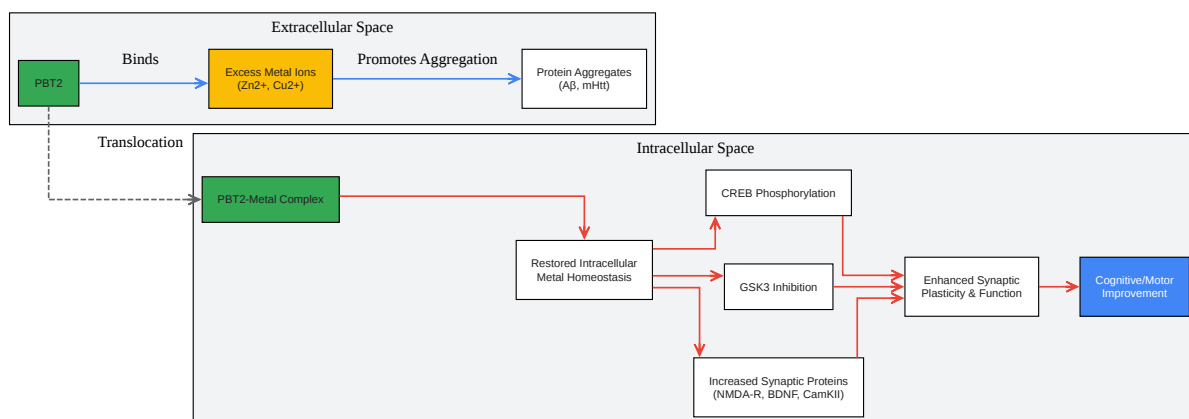 Extracellular Space
Binds
Promotes Aggregation
PBT2
Excess Metal Ions
(Zn2+, Cu2+)
Protein Aggregates
(Aβ, mHtt)
Translocation
Intracellular Space
PBT2-Metal Complex
CREB Phosphorylation
Restored Intracellular
Metal Homeostasis
GSK3 Inhibition
Enhanced Synaptic
Plasticity & Function
Cognitive/Motor
Improvement
Increased Synaptic Proteins
(NMDA-R, BDNF, CamKII)